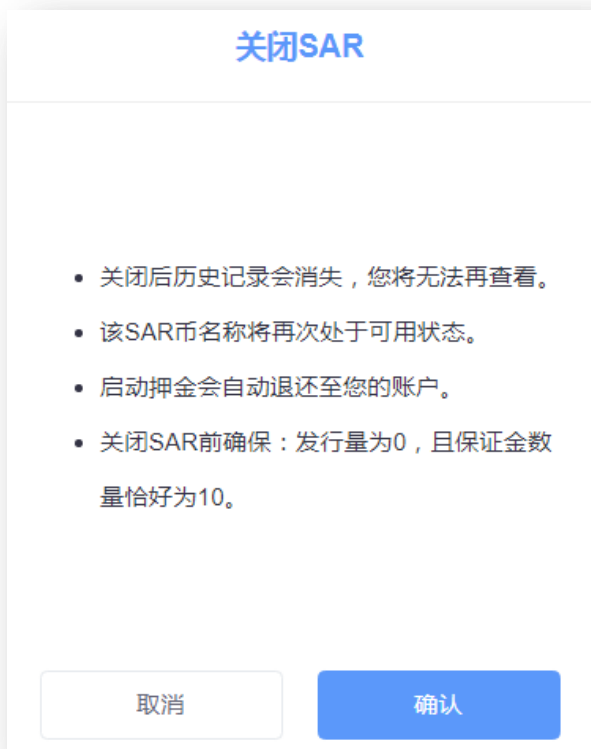 关闭SAR
• 关闭后历史记录会消失，您将无法再查看。
• 该SAR币名称将再次处于可用状态。
• 启动押金会自动退还至您的账户。
• 关闭SAR前确保：发行量为0，且保证金数
量恰好为10。
取消
确认